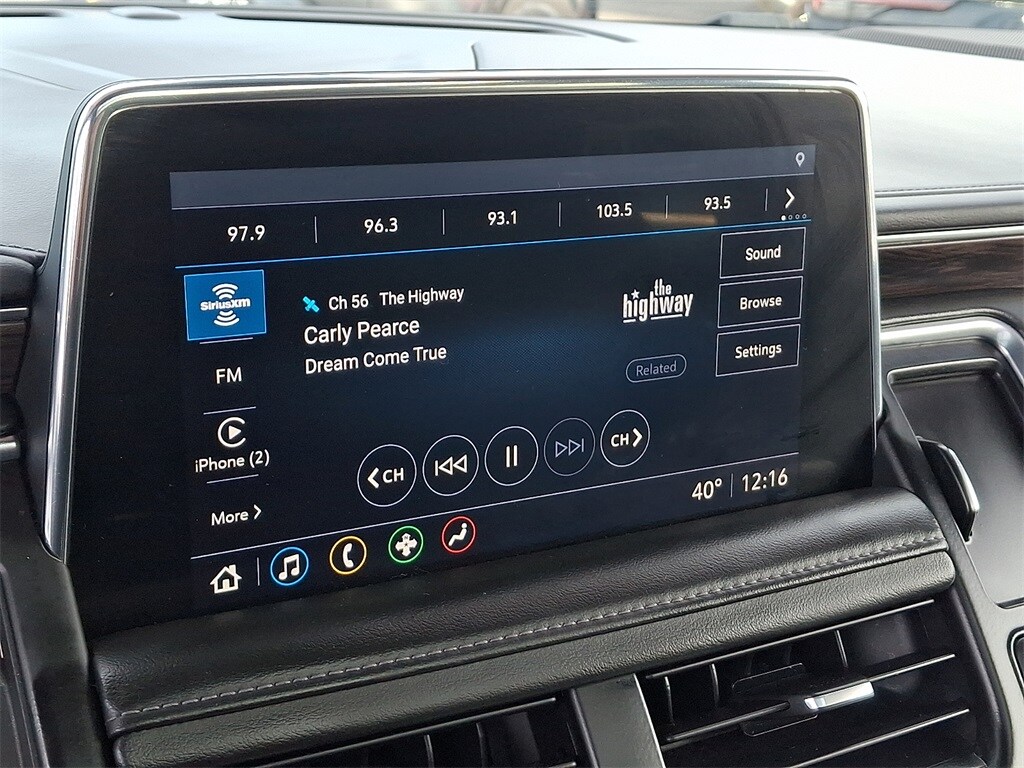 97.9 96.3 93.1 103.5 93.5
SiriusXM
Ch 56 The Highway
Carly Pearce
Dream Come True
the
highway
Related
Sound
Browse
Settings
FM
iPhone (2)
More
CH
CH
40° 12:16